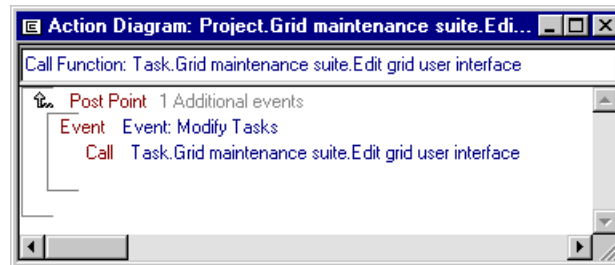 Action Diagram: Project.Grid maintenance suite.Edi...
Call Function: Task.Grid maintenance suite.Edit grid user interface
Post Point 1 Additional events
Event Event: Modify Tasks
Call Task.Grid maintenance suite.Edit grid user interface